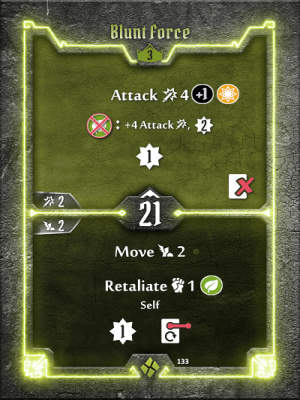 Blunt Force
3
Attack 4 +1
: +4 Attack , 2
1
2
21
2
Move 2
Retaliate 1
Self
1
133